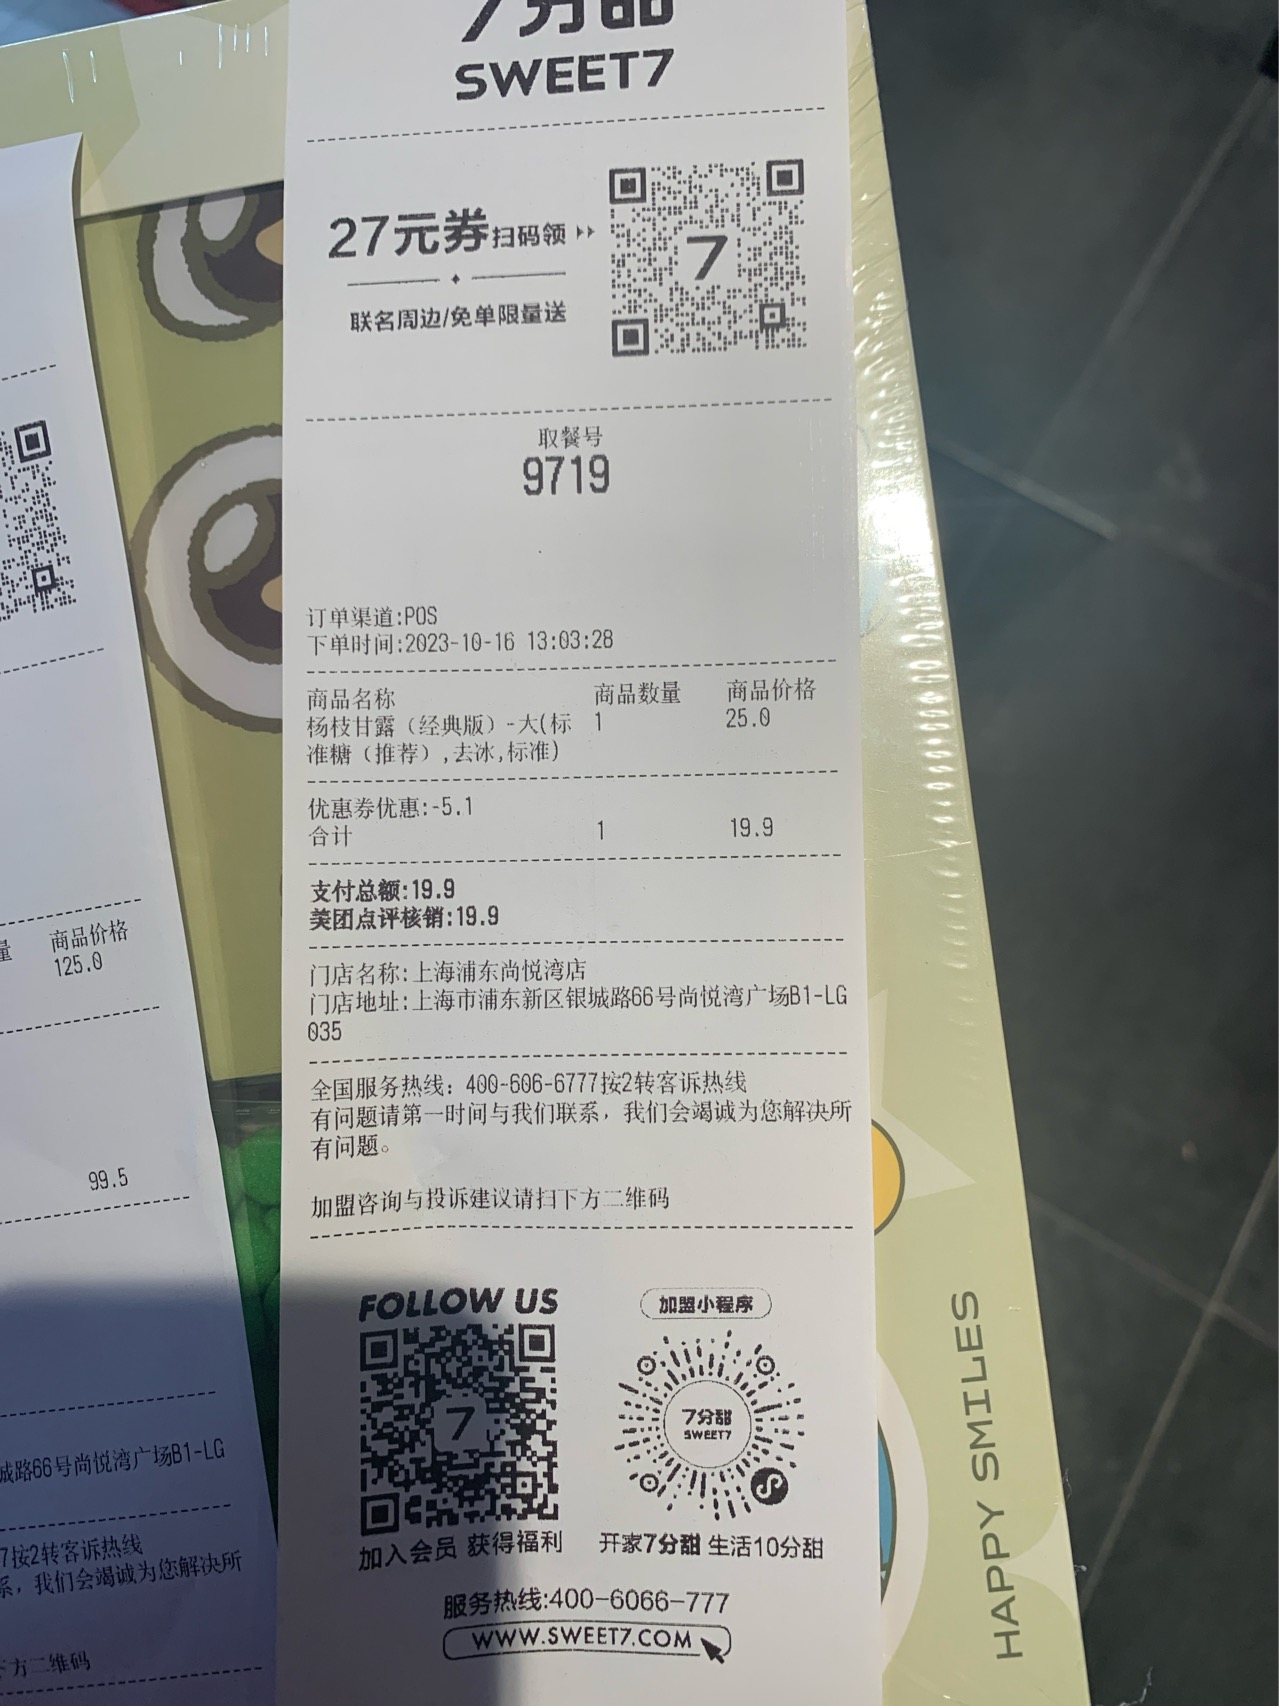 7分甜
SWEET7
27元券扫码领
联名周边/免单限量送
7
取餐号
9719
订单渠道:POS
下单时间:2023-10-16 13:03:28
商品名称 商品数量 商品价格
杨枝甘露（经典版）-大(标 1 25.0
准糖（推荐）,去冰,标准)
优惠券优惠:-5.1
合计 1 19.9
支付总额:19.9
美团点评核销:19.9
门店名称:上海浦东尚悦湾店
门店地址:上海市浦东新区银城路66号尚悦湾广场B1-LG
035
全国服务热线：400-606-6777按2转客诉热线
有问题请第一时间与我们联系，我们会竭诚为您解决所
有问题。
加盟咨询与投诉建议请扫下方二维码
FOLLOW US
7
加入会员 获得福利
加盟小程序
7分甜
SWEET7
开家7分甜 生活10分甜
服务热线:400-6066-777
WWW.SWEET7.COM
量 商品价格
125.0
99.5
城路66号尚悦湾广场B1-LG
7按2转客诉热线
系，我们会竭诚为您解决所
下方二维码
HAPPY SMILES